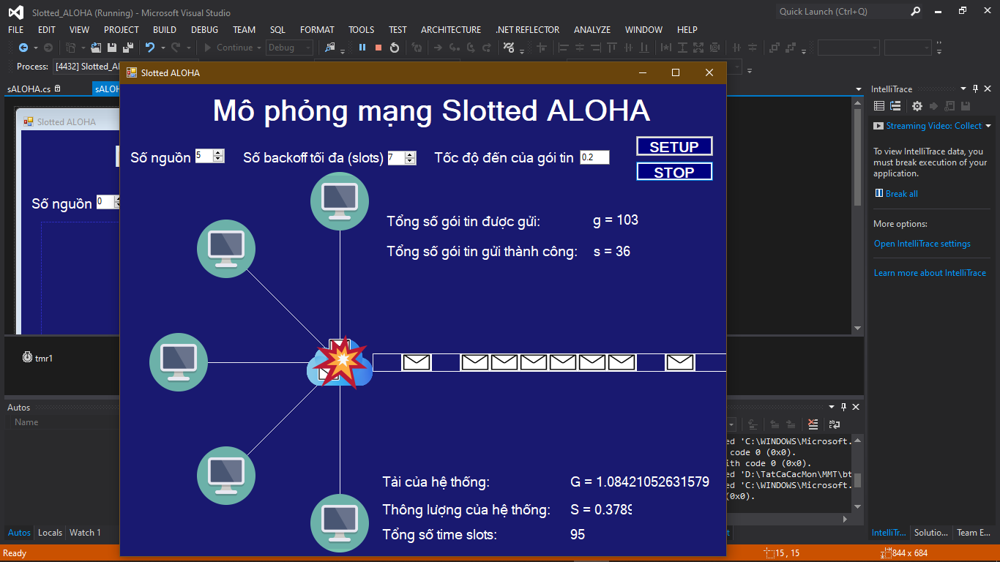 Slotted_ALOHA (Running) - Microsoft Visual Studio
Quick Launch (Ctrl+Q)
FILE EDIT VIEW PROJECT BUILD DEBUG TEAM SQL FORMAT TOOLS TEST ARCHITECTURE .NET REFLECTOR ANALYZE WINDOW HELP
Continue Debug
Process: [4432] Slotted_Al
sALOHA.cs sALOH
Slotted ALOHA
Số nguồn 0
tmr1
Slotted ALOHA
Mô phỏng mạng Slotted ALOHA
Số nguồn 5 Số backoff tối đa (slots) 7 Tốc độ đến của gói tin 0.2
SETUP
STOP
Tổng số gói tin được gửi: g = 103
Tổng số gói tin gửi thành công: s = 36
Tải của hệ thống: G = 1.08421052631579
Thông lượng của hệ thống: S = 0.3789
Tổng số time slots: 95
IntelliTrace
Streaming Video: Collect
To view IntelliTrace data, you
must break execution of your
application.
Break all
More options:
Open IntelliTrace settings
Learn more about IntelliTrace
Autos
Name
ed 'C:\WINDOWS\Microsoft.
code 0 (0x0).
ith code 0 (0x0).
ed 'D:\TatCaCacMon\MMT\bt
ed 'C:\WINDOWS\Microsoft.
(0x0).
Autos Locals Watch 1
IntelliTr... Solutio... Team E...
Ready
15 , 15
844 x 684